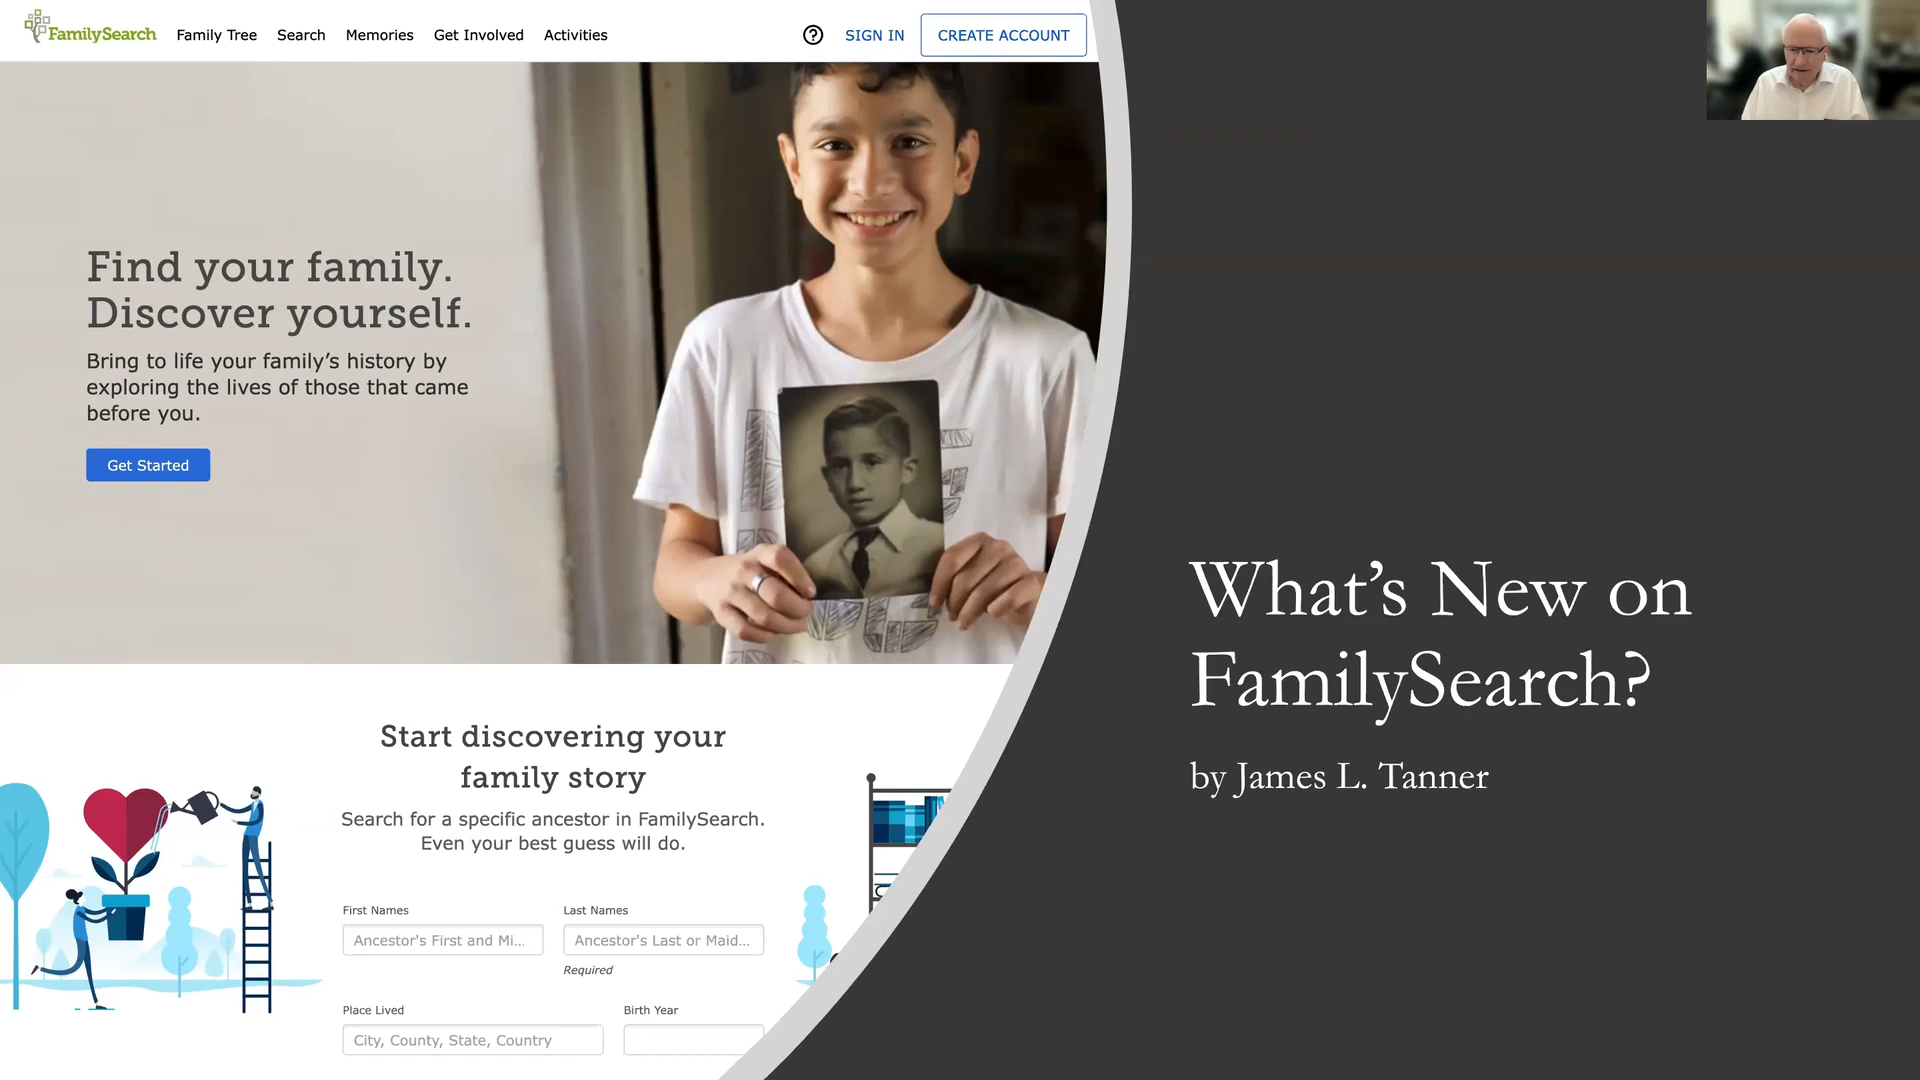 FamilySearch
Family Tree
Search
Memories
Get Involved
Activities
?
SIGN IN
CREATE ACCOUNT
Find your family.
Discover yourself.
Bring to life your family’s history by
exploring the lives of those that came
before you.
Get Started
Start discovering your
family story
Search for a specific ancestor in FamilySearch.
Even your best guess will do.
First Names
Last Names
Ancestor's First and Mi...
Ancestor's Last or Maid...
Required
Place Lived
Birth Year
City, County, State, Country
What’s New on
FamilySearch?
by James L. Tanner